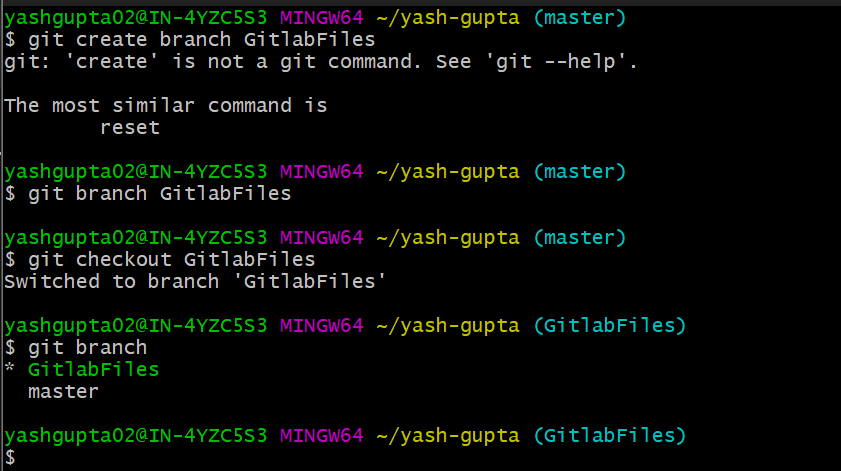 yashgupta02@IN-4YZC5S3 MINGW64 ~/yash-gupta (master)
$ git create branch GitlabFiles
git: 'create' is not a git command. See 'git --help'.
The most similar command is
reset
yashgupta02@IN-4YZC5S3 MINGW64 ~/yash-gupta (master)
$ git branch GitlabFiles
yashgupta02@IN-4YZC5S3 MINGW64 ~/yash-gupta (master)
$ git checkout GitlabFiles
Switched to branch 'GitlabFiles'
yashgupta02@IN-4YZC5S3 MINGW64 ~/yash-gupta (GitlabFiles)
$ git branch
* GitlabFiles
master
yashgupta02@IN-4YZC5S3 MINGW64 ~/yash-gupta (GitlabFiles)
$